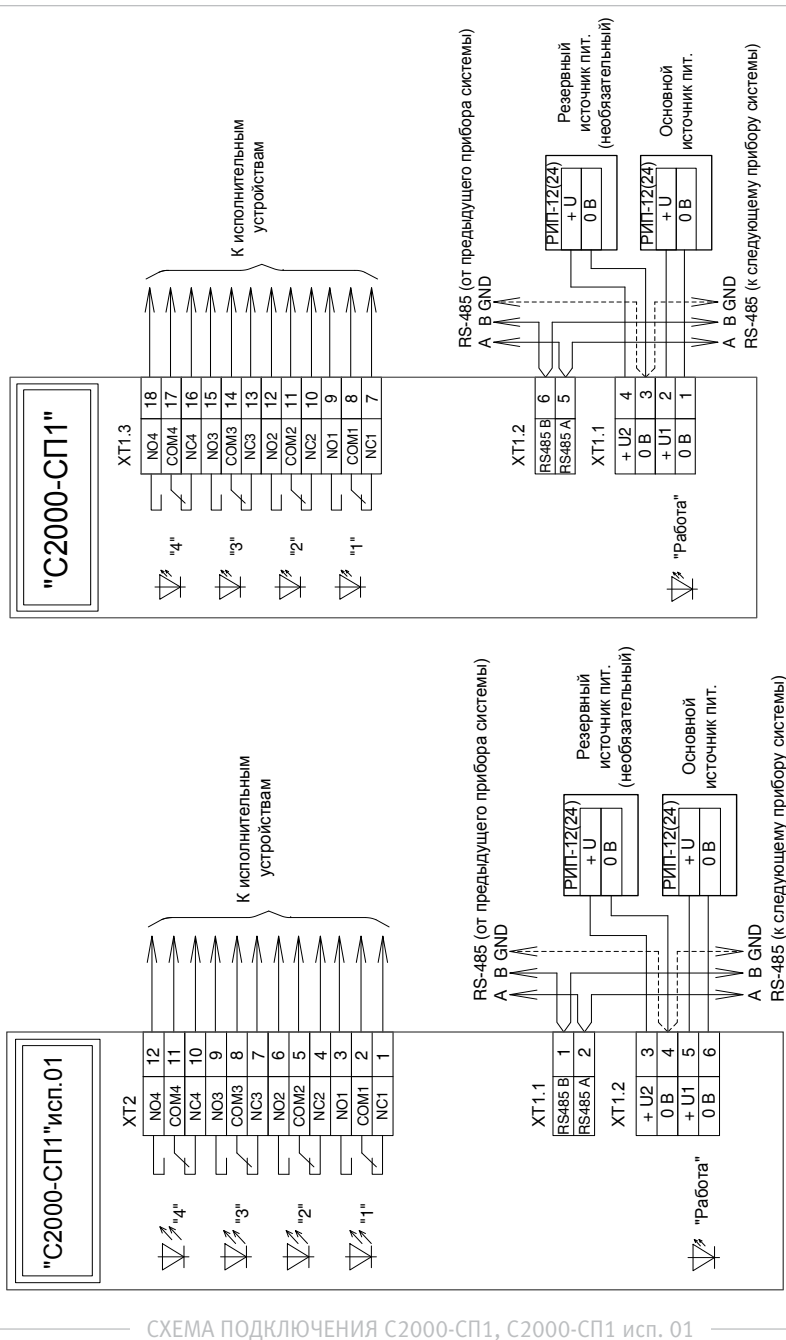 "С2000-СП1"
XT1.3
NO4 18
COM4 17
NC4 16
NO3 15
COM3 14
NC3 13
NO2 12
COM2 11
NC2 10
NO1 9
COM1 8
NC1 7
"4"
"3"
"2"
"1"
К исполнительным
устройствам
XT1.2
RS485 B 6
RS485 A 5
XT1.1
+ U2 4
0 В 3
+ U1 2
0 В 1
"Работа"
RS-485 (от предыдущего прибора системы)
A B GND
Резервный
источник пит.
(необязательный)
РИП-12(24)
+ U
0 В
Основной
источник пит.
РИП-12(24)
+ U
0 В
A B GND
RS-485 (к следующему прибору системы)
"С2000-СП1"исп.01
XT2
NO4 12
COM4 11
NC4 10
NO3 9
COM3 8
NC3 7
NO2 6
COM2 5
NC2 4
NO1 3
COM1 2
NC1 1
"4"
"3"
"2"
"1"
К исполнительным
устройствам
XT1.1
RS485 B 1
RS485 A 2
XT1.2
+ U2 3
0 В 4
+ U1 5
0 В 6
"Работа"
RS-485 (от предыдущего прибора системы)
A B GND
Резервный
источник пит.
(необязательный)
РИП-12(24)
+ U
0 В
Основной
источник пит.
РИП-12(24)
+ U
0 В
A B GND
RS-485 (к следующему прибору системы)
СХЕМА ПОДКЛЮЧЕНИЯ С2000-СП1, С2000-СП1 исп. 01